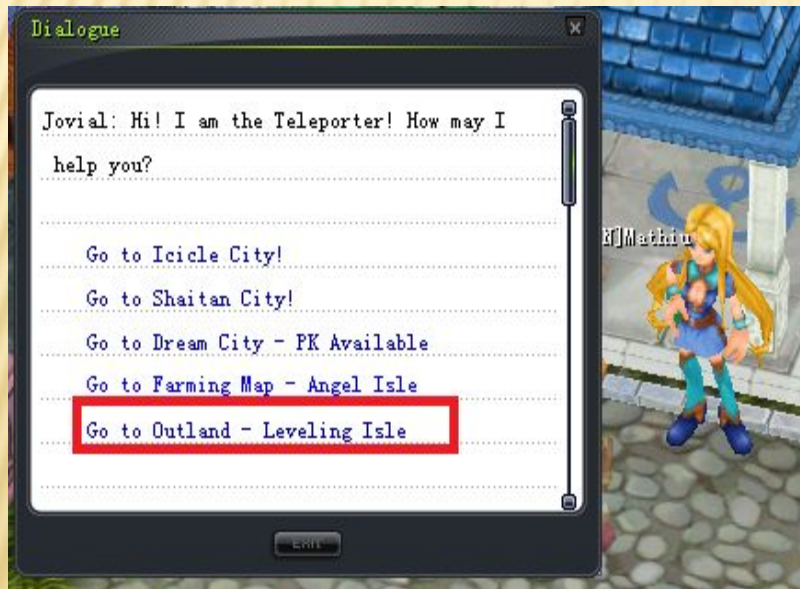 Dialogue
Jovial: Hi! I am the Teleporter! How may I
help you?
Go to Icicle City!
Go to Shaitan City!
Go to Dream City - PK Available
Go to Farming Map - Angel Isle
Go to Outland - Leveling Isle
N]Mathiu
EXIT